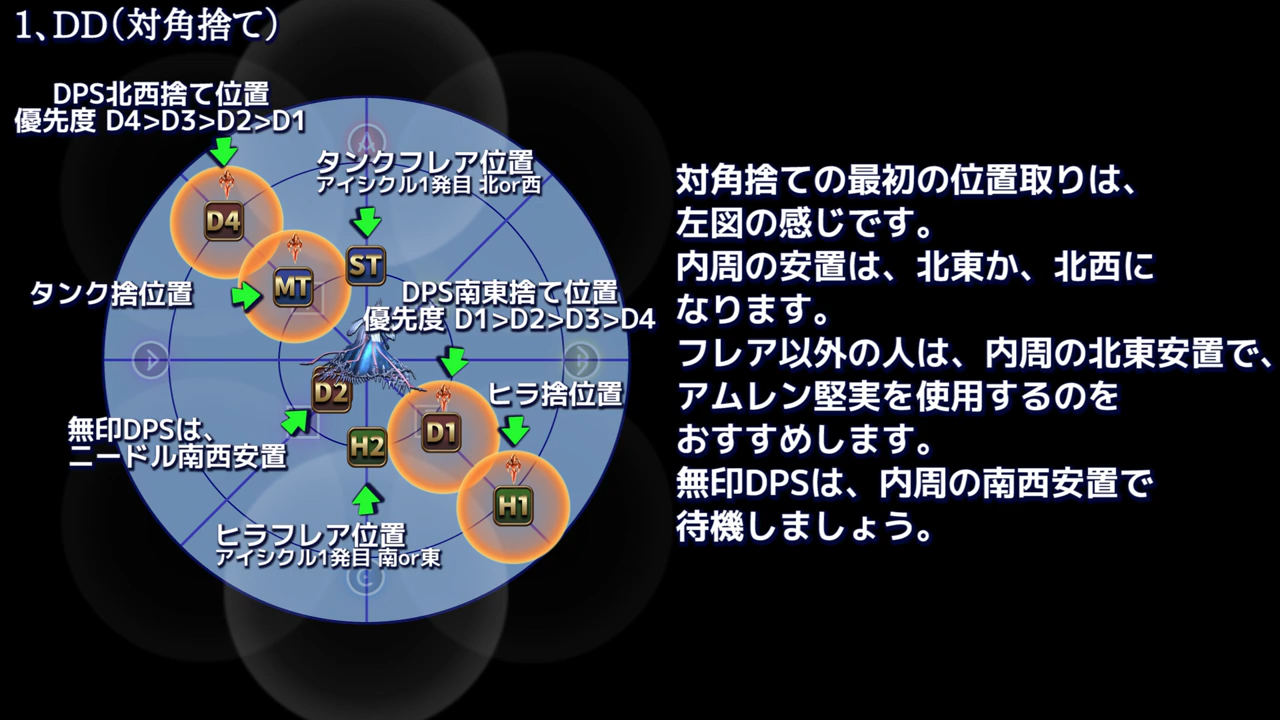 1、DD(対角捨て)
DPS北西捨て位置
優先度 D4>D3>D2>D1
タンクフレア位置
アイシクル1発目 北or西
D4
ST
MT
タンク捨位置
DPS南東捨て位置
優先度 D1>D2>D3>D4
D2
ヒラ捨位置
無印DPSは、
ニードル南西安置
H2
D1
H1
ヒラフレア位置
アイシクル1発目 南or東
A
C
対角捨ての最初の位置取りは、
左図の感じです。
内周の安置は、北東か、北西に
なります。
フレア以外の人は、内周の北東安置で、
アムレン堅実を使用するのを
おすすめします。
無印DPSは、内周の南西安置で
待機しましょう。